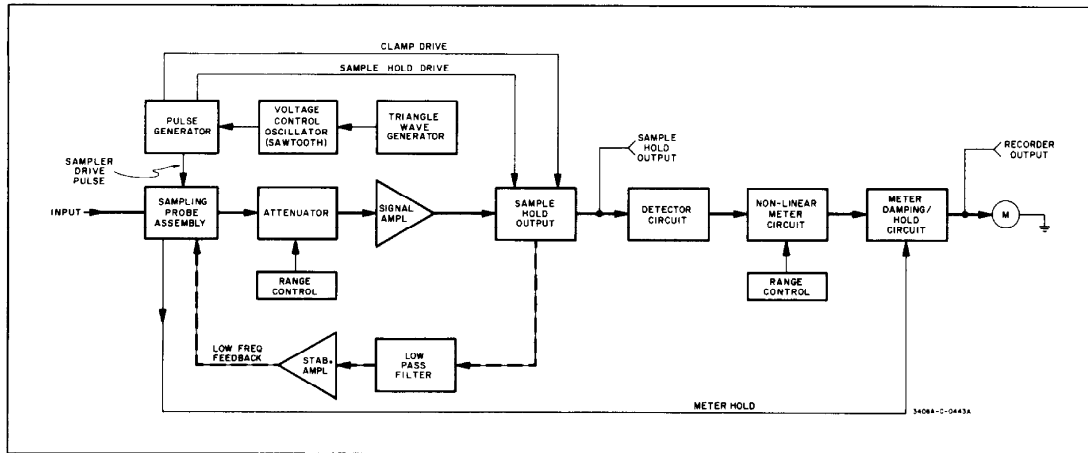 CLAMP DRIVE
SAMPLE HOLD DRIVE
PULSE
GENERATOR
VOLTAGE
CONTROL
OSCILLATOR
(SAWTOOTH)
TRIANGLE
WAVE
GENERATOR
SAMPLER
DRIVE
PULSE
SAMPLE
HOLD
OUTPUT
RECORDER
OUTPUT
INPUT
SAMPLING
PROBE
ASSEMBLY
ATTENUATOR
SIGNAL
AMPL
SAMPLE
HOLD
OUTPUT
DETECTOR
CIRCUIT
NON-LINEAR
METER
CIRCUIT
METER
DAMPING/
HOLD
CIRCUIT
M
RANGE
CONTROL
RANGE
CONTROL
LOW FREQ
FEEDBACK
STAB.
AMPL
LOW
PASS
FILTER
METER HOLD
3406A-C-0443A